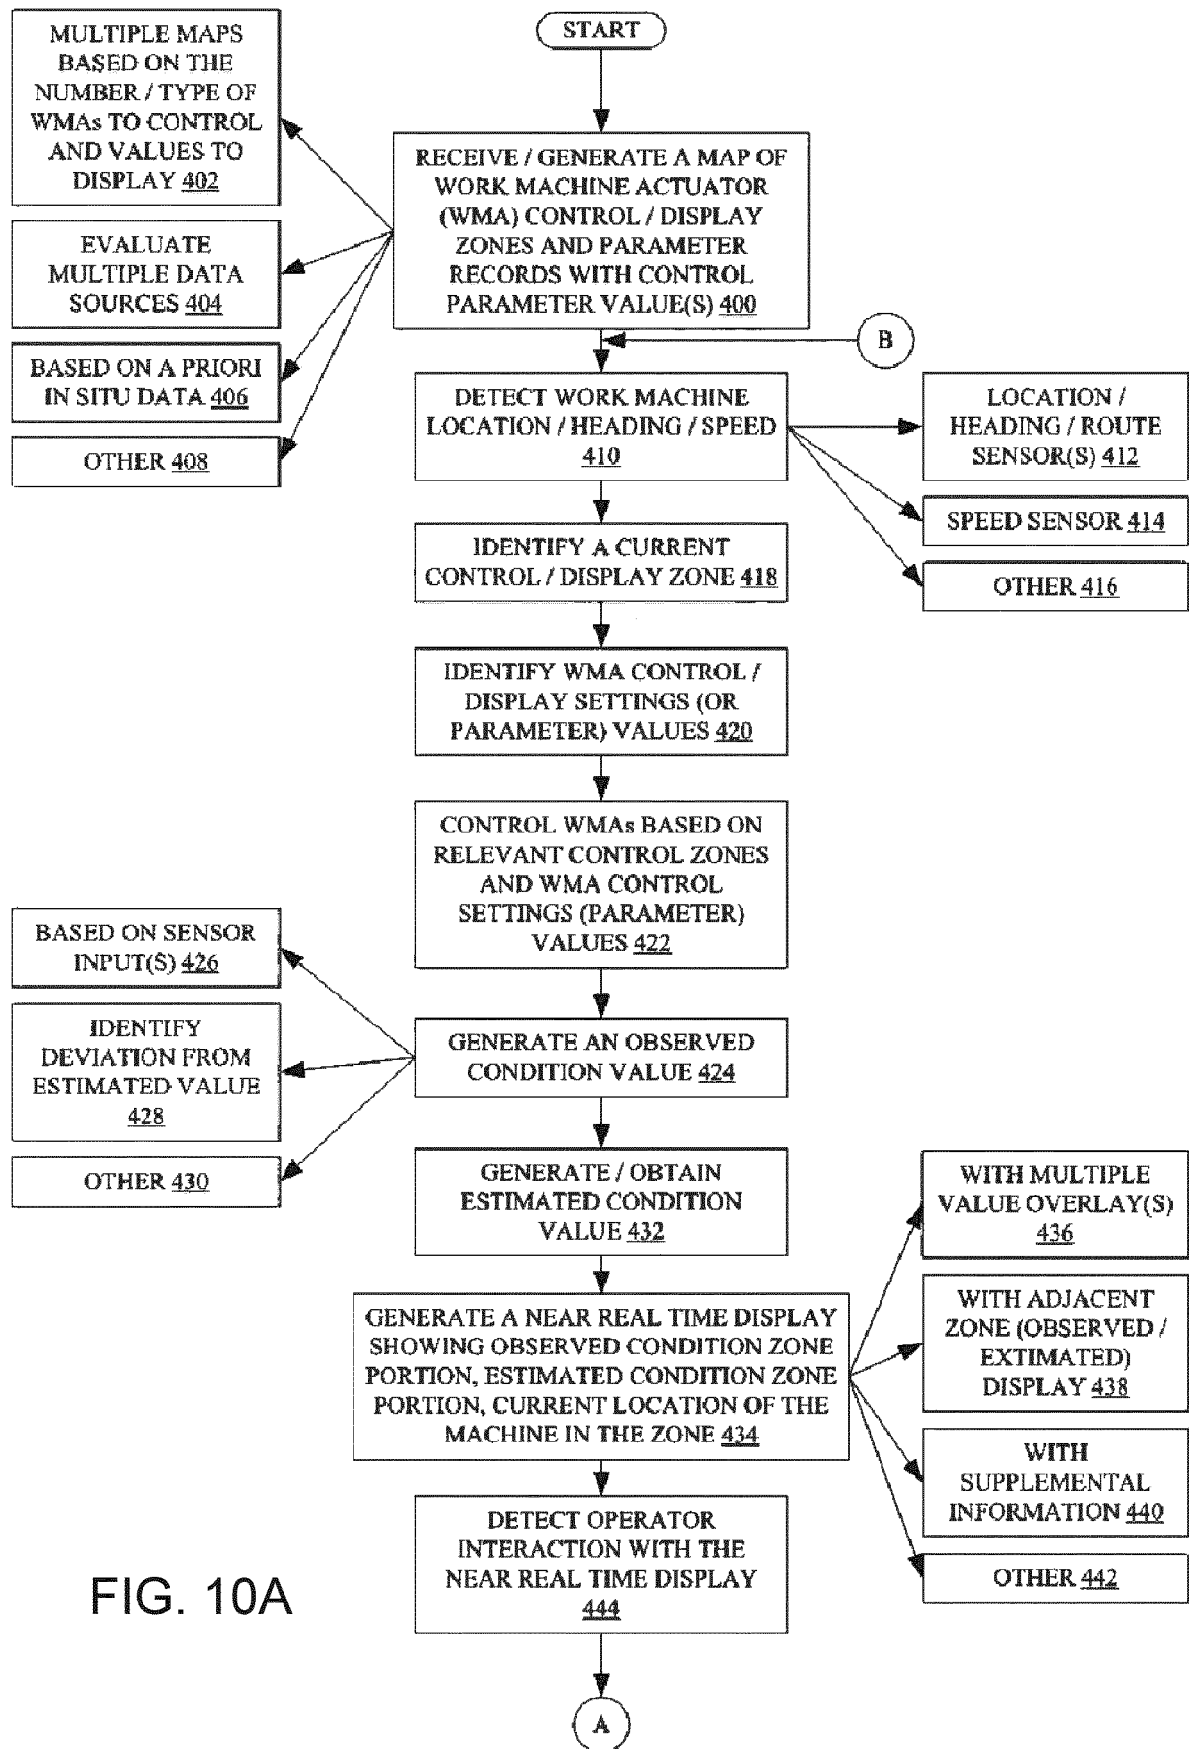 START
MULTIPLE MAPS
BASED ON THE
NUMBER / TYPE OF
WMAs TO CONTROL
AND VALUES TO
DISPLAY 402
RECEIVE / GENERATE A MAP OF
WORK MACHINE ACTUATOR
(WMA) CONTROL / DISPLAY
ZONES AND PARAMETER
RECORDS WITH CONTROL
PARAMETER VALUE(S) 400
EVALUATE
MULTIPLE DATA
SOURCES 404
BASED ON A PRIORI
IN SITU DATA 406
OTHER 408
B
DETECT WORK MACHINE
LOCATION / HEADING / SPEED
410
LOCATION /
HEADING / ROUTE
SENSOR(S) 412
SPEED SENSOR 414
OTHER 416
IDENTIFY A CURRENT
CONTROL / DISPLAY ZONE 418
IDENTIFY WMA CONTROL /
DISPLAY SETTINGS (OR
PARAMETER) VALUES 420
CONTROL WMAs BASED ON
RELEVANT CONTROL ZONES
AND WMA CONTROL
SETTINGS (PARAMETER)
VALUES 422
BASED ON SENSOR
INPUT(S) 426
IDENTIFY
DEVIATION FROM
ESTIMATED VALUE
428
OTHER 430
GENERATE AN OBSERVED
CONDITION VALUE 424
GENERATE / OBTAIN
ESTIMATED CONDITION
VALUE 432
GENERATE A NEAR REAL TIME DISPLAY
SHOWING OBSERVED CONDITION ZONE
PORTION, ESTIMATED CONDITION ZONE
PORTION, CURRENT LOCATION OF THE
MACHINE IN THE ZONE 434
WITH MULTIPLE
VALUE OVERLAY(S)
436
WITH ADJACENT
ZONE (OBSERVED /
EXTIMATED)
DISPLAY 438
WITH
SUPPLEMENTAL
INFORMATION 440
OTHER 442
DETECT OPERATOR
INTERACTION WITH THE
NEAR REAL TIME DISPLAY
444
A
FIG. 10A